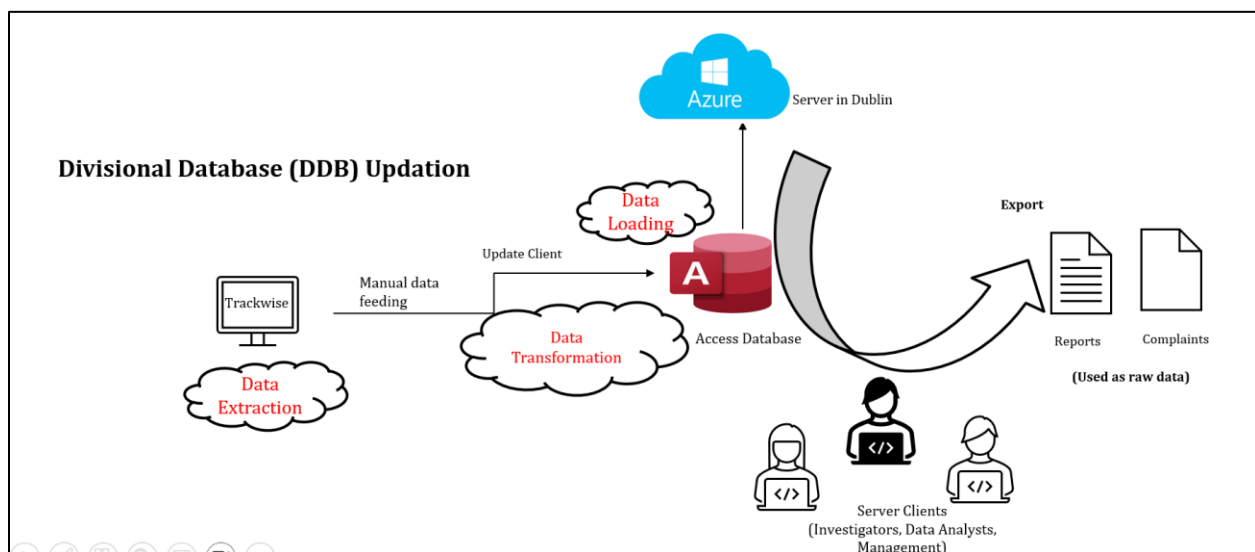 Azure
Server in Dublin
Divisional Database (DDB) Updation
Data
Loading
Export
Update Client
Manual data
feeding
Trackwise
A
Data
Transformation
Access Database
Reports
Complaints
(Used as raw data)
Data
Extraction
</>
</>
</>
Server Clients
(Investigators, Data Analysts,
Management)